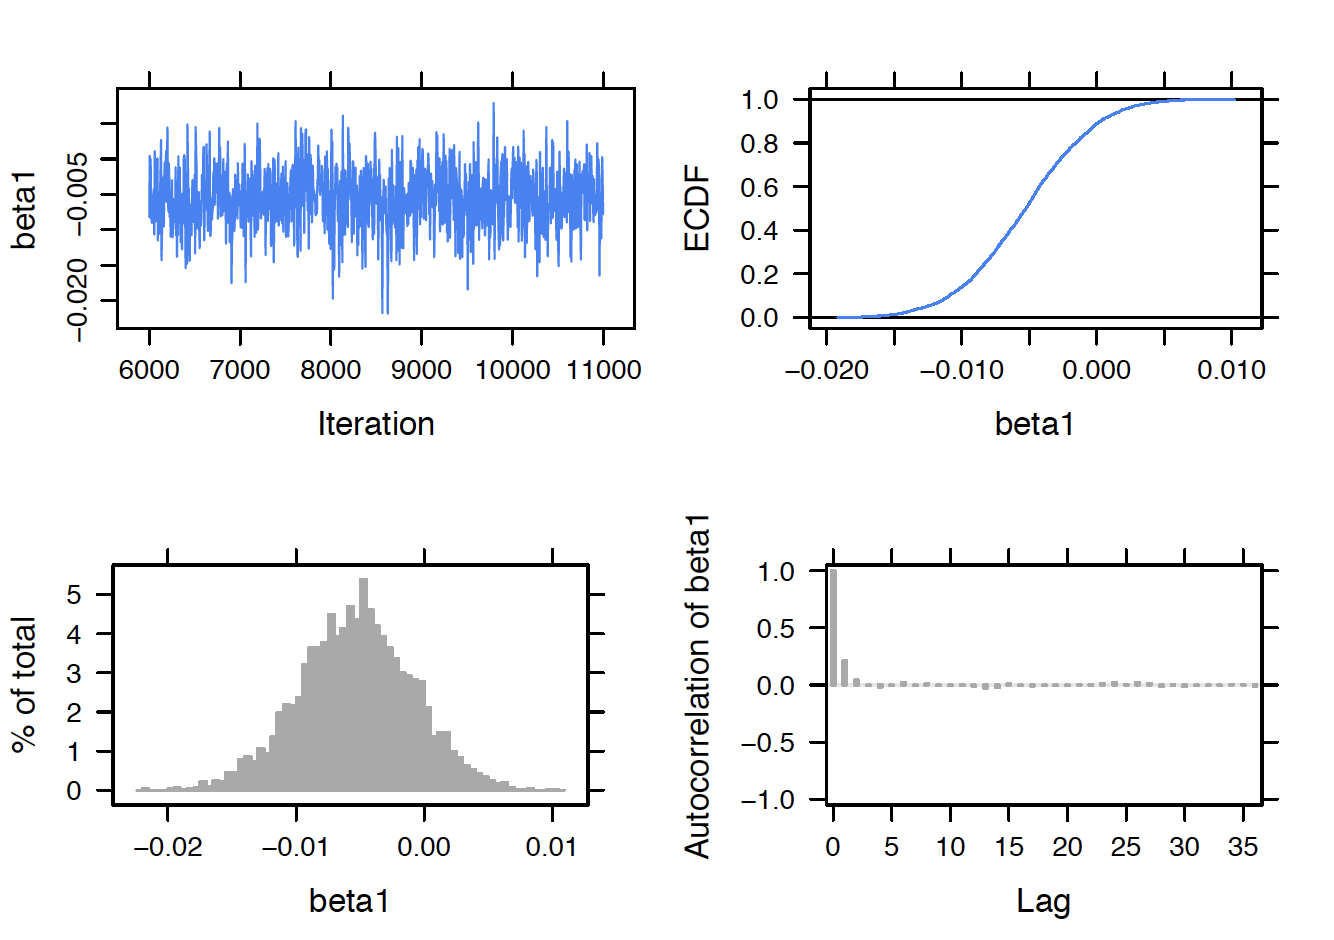 beta1
−0.005
−0.020
6000 7000 8000 9000 10000 11000
Iteration
ECDF
1.0
0.8
0.6
0.4
0.2
0.0
−0.020 −0.010 0.000 0.010
beta1
% of total
5
4
3
2
1
0
−0.02 −0.01 0.00 0.01
beta1
Autocorrelation of beta1
1.0
0.5
0.0
−0.5
−1.0
0 5 10 15 20 25 30 35
Lag